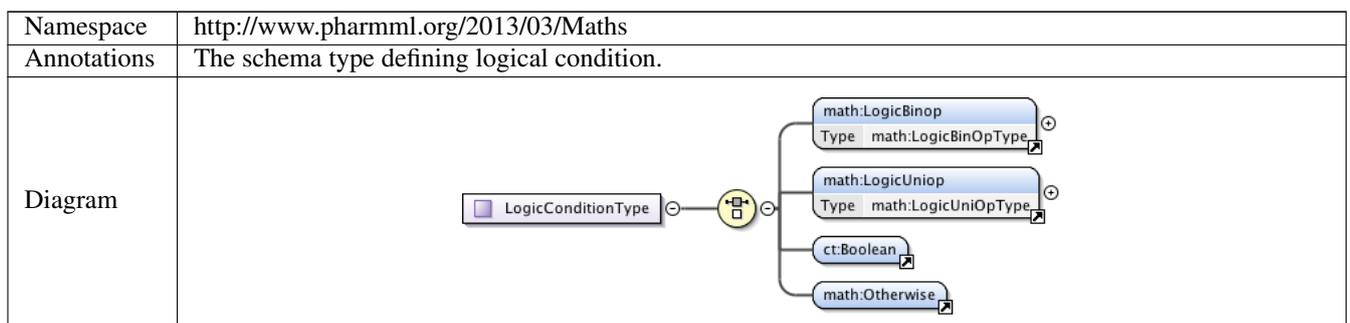 Namespace http://www.pharmml.org/2013/03/Maths
Annotations The schema type defining logical condition.
Diagram
LogicConditionType
math:LogicBinop
Type math:LogicBinOpType
math:LogicUniop
Type math:LogicUniOpType
ct:Boolean
math:Otherwise